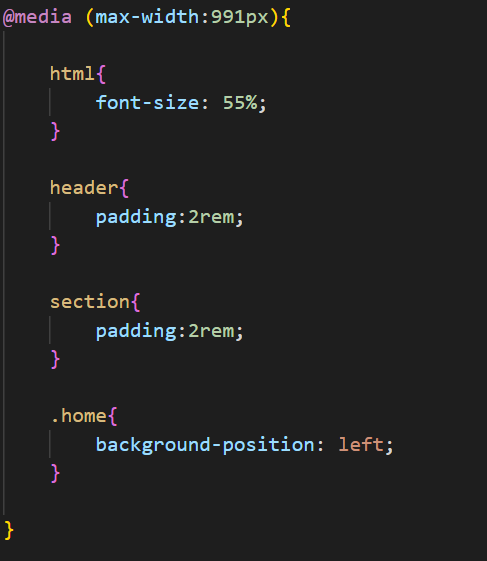 @media (max-width:991px){
html{
font-size: 55%;
}
header{
padding:2rem;
}
section{
padding:2rem;
}
.home{
background-position: left;
}
}